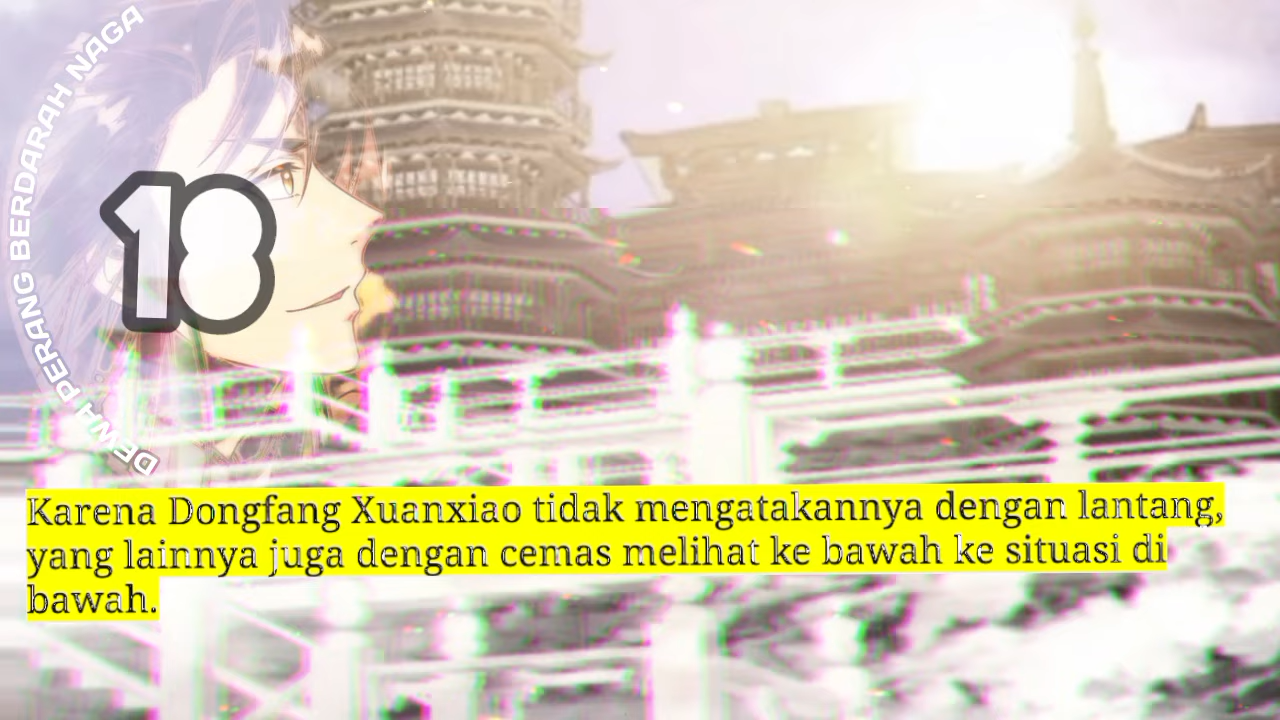 DEWA PERANG BERDARAH NAGA
18
Karena Dongfang Xuanxiao tidak mengatakannya dengan lantang,
yang lainnya juga dengan cemas melihat ke bawah ke situasi di
bawah.